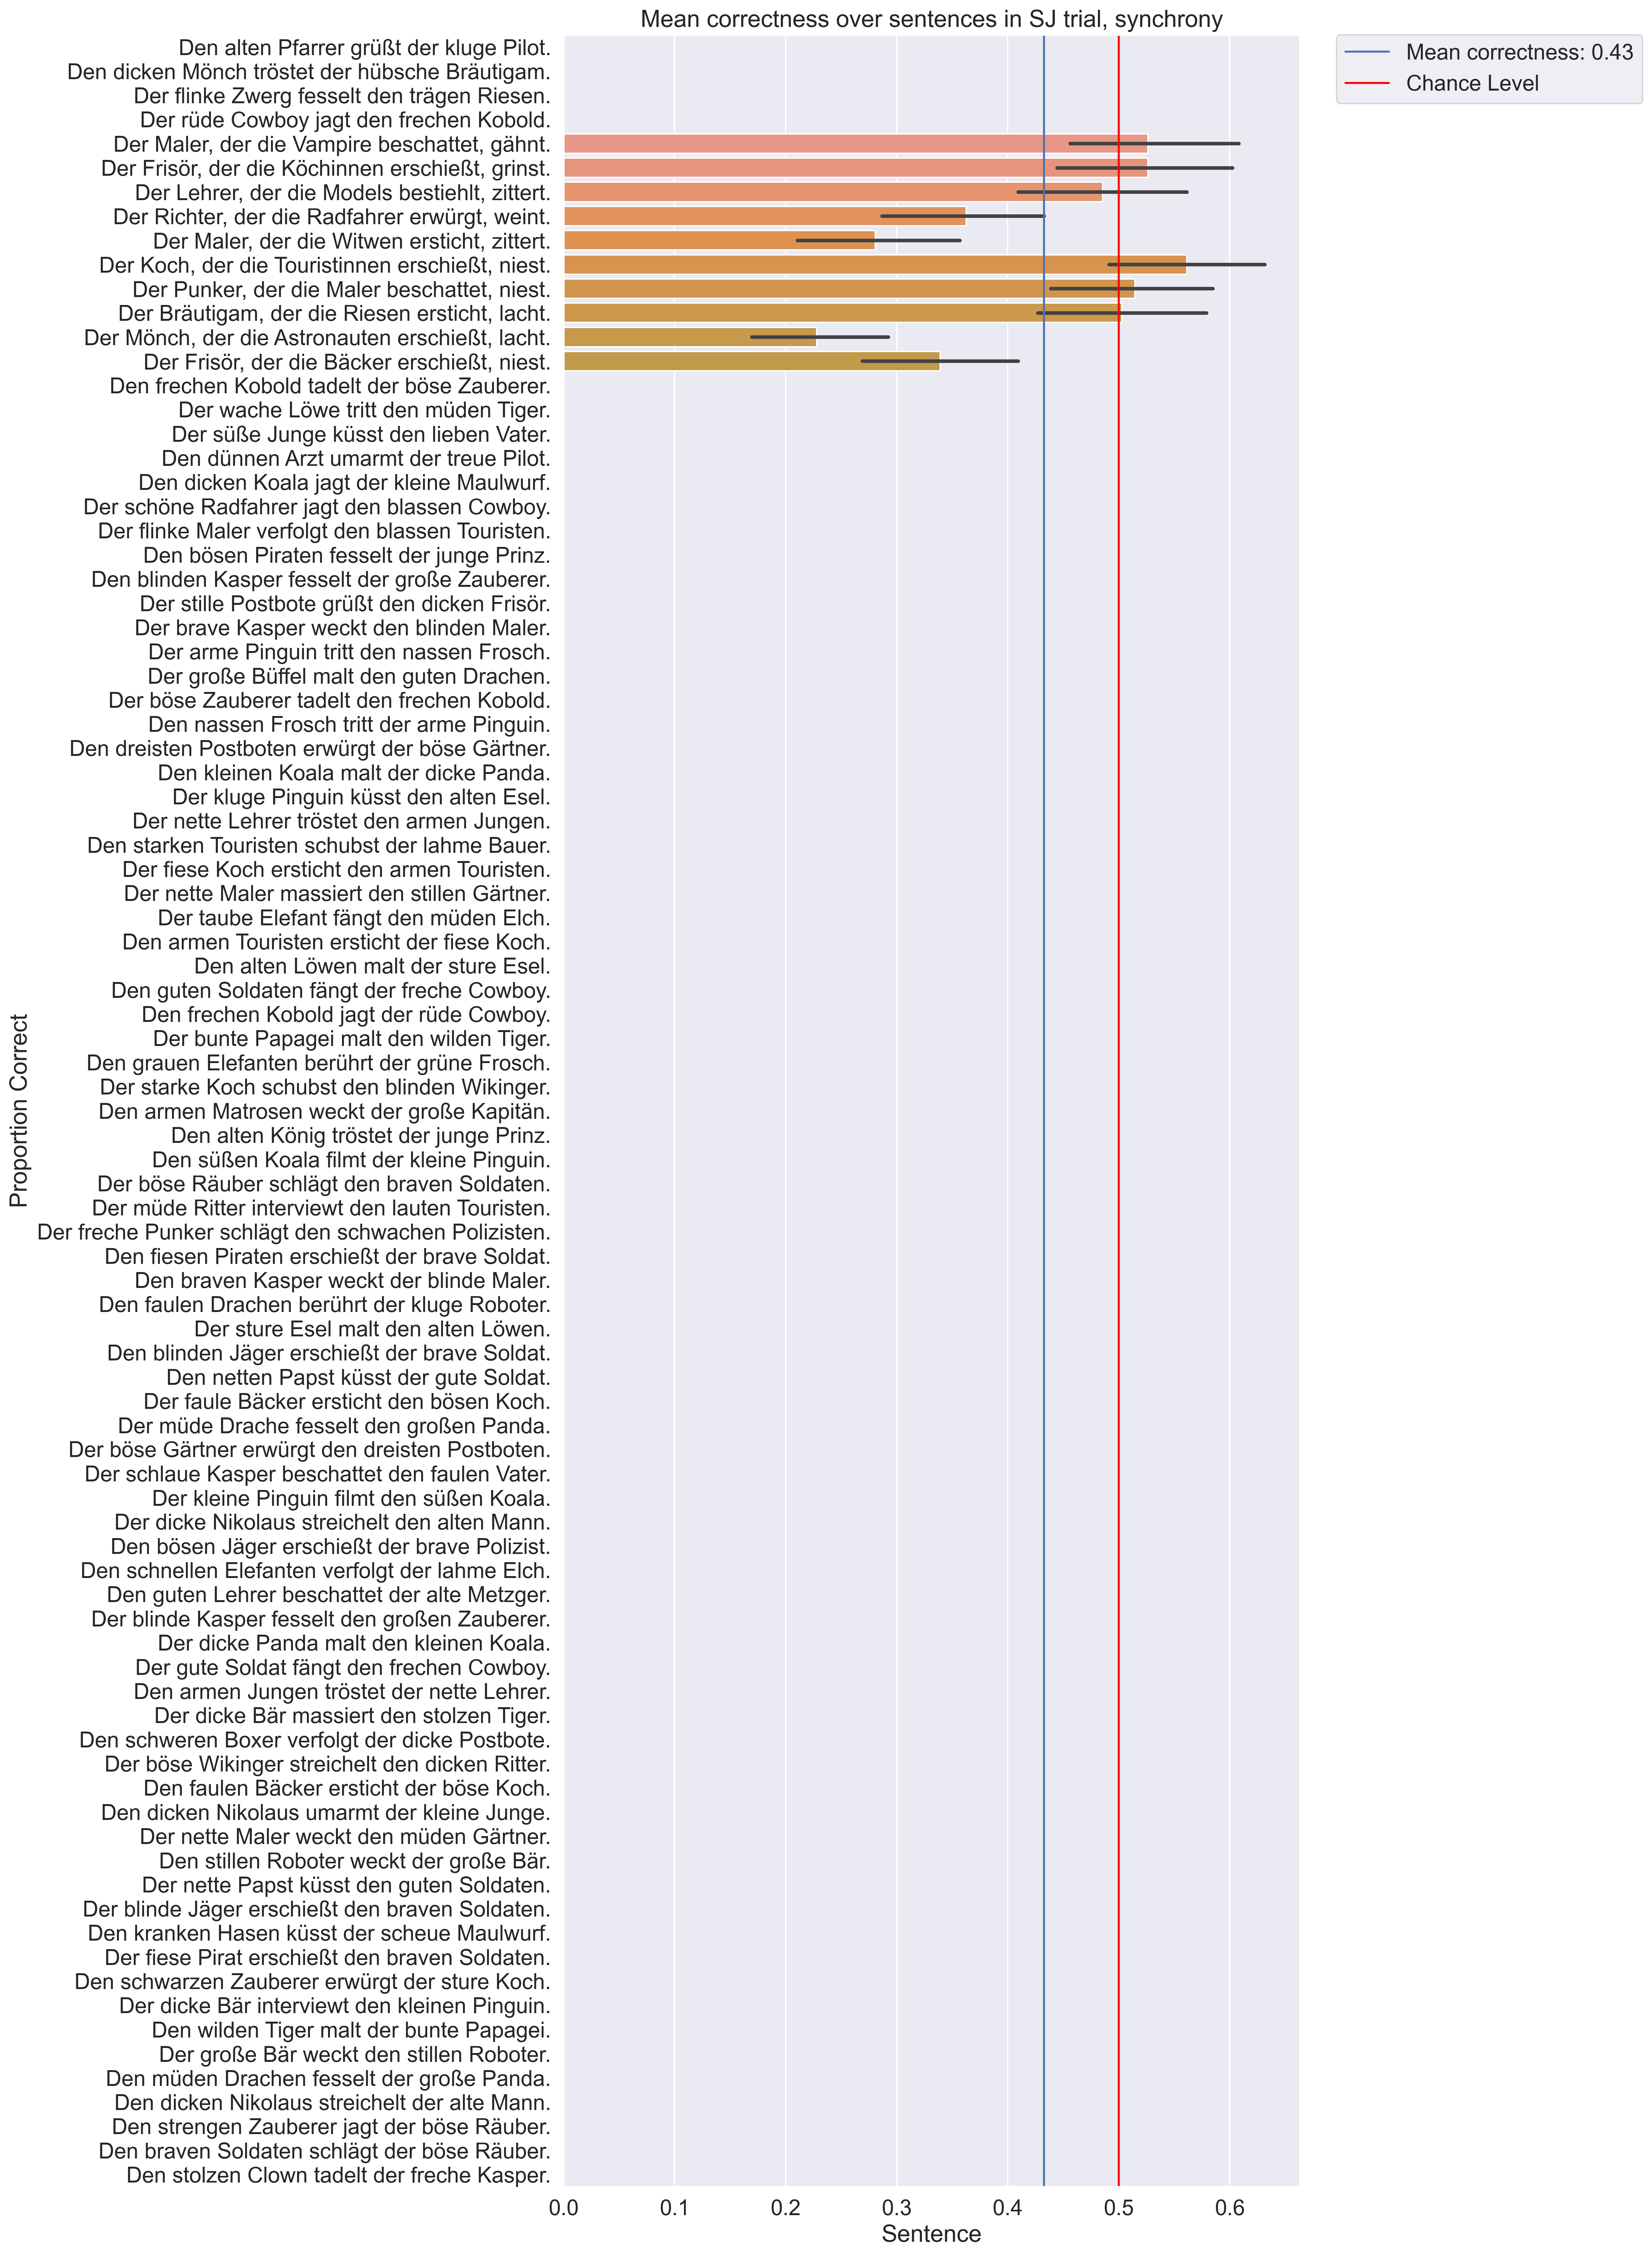 Mean correctness over sentences in SJ trial, synchrony
Mean correctness: 0.43
Chance Level
Den alten Pfarrer grüßt der kluge Pilot.
Den dicken Mönch tröstet der hübsche Bräutigam.
Der flinke Zwerg fesselt den trägen Riesen.
Der rüde Cowboy jagt den frechen Kobold.
Der Maler, der die Vampire beschattet, gähnt.
Der Frisör, der die Köchinnen erschießt, grinst.
Der Lehrer, der die Models bestiehlt, zittert.
Der Richter, der die Radfahrer erwürgt, weint.
Der Maler, der die Witwen ersticht, zittert.
Der Koch, der die Touristinnen erschießt, niest.
Der Punker, der die Maler beschattet, niest.
Der Bräutigam, der die Riesen ersticht, lacht.
Der Mönch, der die Astronauten erschießt, lacht.
Der Frisör, der die Bäcker erschießt, niest.
Den frechen Kobold tadelt der böse Zauberer.
Der wache Löwe tritt den müden Tiger.
Der süße Junge küsst den lieben Vater.
Den dünnen Arzt umarmt der treue Pilot.
Den dicken Koala jagt der kleine Maulwurf.
Der schöne Radfahrer jagt den blassen Cowboy.
Der flinke Maler verfolgt den blassen Touristen.
Den bösen Piraten fesselt der junge Prinz.
Den blinden Kasper fesselt der große Zauberer.
Der stille Postbote grüßt den dicken Frisör.
Der brave Kasper weckt den blinden Maler.
Der arme Pinguin tritt den nassen Frosch.
Der große Büffel malt den guten Drachen.
Der böse Zauberer tadelt den frechen Kobold.
Den nassen Frosch tritt der arme Pinguin.
Den dreisten Postboten erwürgt der böse Gärtner.
Den kleinen Koala malt der dicke Panda.
Der kluge Pinguin küsst den alten Esel.
Der nette Lehrer tröstet den armen Jungen.
Den starken Touristen schubst der lahme Bauer.
Der fiese Koch ersticht den armen Touristen.
Der nette Maler massiert den stillen Gärtner.
Der taube Elefant fängt den müden Elch.
Den armen Touristen ersticht der fiese Koch.
Den alten Löwen malt der sture Esel.
Den guten Soldaten fängt der freche Cowboy.
Den frechen Kobold jagt der rüde Cowboy.
Der bunte Papagei malt den wilden Tiger.
Den grauen Elefanten berührt der grüne Frosch.
Der starke Koch schubst den blinden Wikinger.
Den armen Matrosen weckt der große Kapitän.
Den alten König tröstet der junge Prinz.
Den süßen Koala filmt der kleine Pinguin.
Der böse Räuber schlägt den braven Soldaten.
Der müde Ritter interviewt den lauten Touristen.
Der freche Punker schlägt den schwachen Polizisten.
Den fiesen Piraten erschießt der brave Soldat.
Den braven Kasper weckt der blinde Maler.
Den faulen Drachen berührt der kluge Roboter.
Der sture Esel malt den alten Löwen.
Den blinden Jäger erschießt der brave Soldat.
Den netten Papst küsst der gute Soldat.
Der faule Bäcker ersticht den bösen Koch.
Der müde Drache fesselt den großen Panda.
Der böse Gärtner erwürgt den dreisten Postboten.
Der schlaue Kasper beschattet den faulen Vater.
Der kleine Pinguin filmt den süßen Koala.
Der dicke Nikolaus streichelt den alten Mann.
Den bösen Jäger erschießt der brave Polizist.
Den schnellen Elefanten verfolgt der lahme Elch.
Den guten Lehrer beschattet der alte Metzger.
Der blinde Kasper fesselt den großen Zauberer.
Der dicke Panda malt den kleinen Koala.
Der gute Soldat fängt den frechen Cowboy.
Den armen Jungen tröstet der nette Lehrer.
Der dicke Bär massiert den stolzen Tiger.
Den schweren Boxer verfolgt der dicke Postbote.
Der böse Wikinger streichelt den dicken Ritter.
Den faulen Bäcker ersticht der böse Koch.
Den dicken Nikolaus umarmt der kleine Junge.
Der nette Maler weckt den müden Gärtner.
Den stillen Roboter weckt der große Bär.
Der nette Papst küsst den guten Soldaten.
Der blinde Jäger erschießt den braven Soldaten.
Den kranken Hasen küsst der scheue Maulwurf.
Der fiese Pirat erschießt den braven Soldaten.
Den schwarzen Zauberer erwürgt der sture Koch.
Der dicke Bär interviewt den kleinen Pinguin.
Den wilden Tiger malt der bunte Papagei.
Der große Bär weckt den stillen Roboter.
Den müden Drachen fesselt der große Panda.
Den dicken Nikolaus streichelt der alte Mann.
Den strengen Zauberer jagt der böse Räuber.
Den braven Soldaten schlägt der böse Räuber.
Den stolzen Clown tadelt der freche Kasper.
Proportion Correct
0.0 0.1 0.2 0.3 0.4 0.5 0.6
Sentence